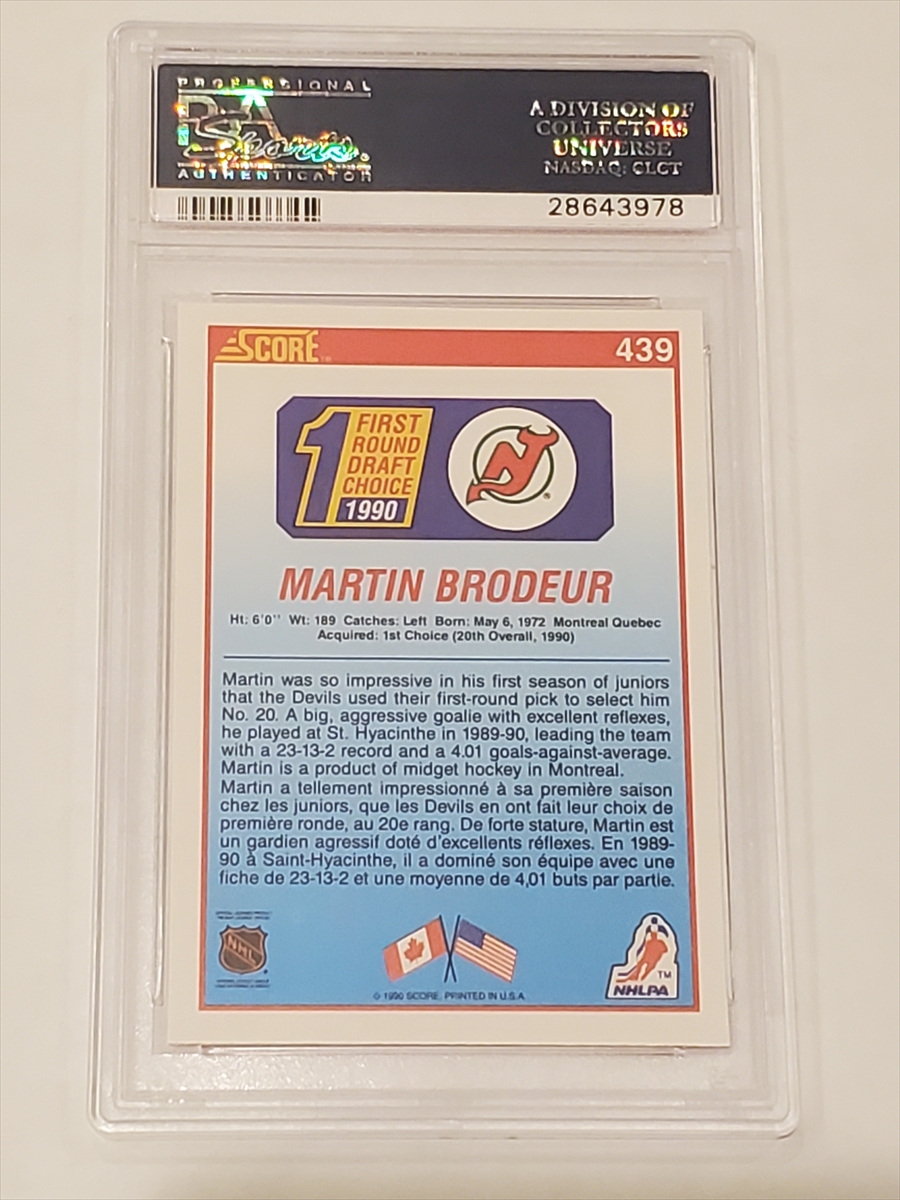 PROFESSIONAL
PSA
Sports
AUTHENTICATOR
A DIVISION OF
COLLECTORS
UNIVERSE
NASDAQ: CLCT
28643978
SCORE TM
439
1
FIRST
ROUND
DRAFT
CHOICE
1990
N
®
MARTIN BRODEUR
Ht: 6'0'' Wt: 189 Catches: Left Born: May 6, 1972 Montreal Quebec
Acquired: 1st Choice (20th Overall, 1990)
Martin was so impressive in his first season of juniors
that the Devils used their first-round pick to select him
No. 20. A big, aggressive goalie with excellent reflexes,
he played at St. Hyacinthe in 1989-90, leading the team
with a 23-13-2 record and a 4.01 goals-against-average.
Martin is a product of midget hockey in Montreal.
Martin a tellement impressionné à sa première saison
chez les juniors, que les Devils en ont fait leur choix de
première ronde, au 20e rang. De forte stature, Martin est
un gardien agressif doté d'excellents réflexes. En 1989-
90 à Saint-Hyacinthe, il a dominé son équipe avec une
fiche de 23-13-2 et une moyenne de 4,01 buts par partie.
NHL
®
© 1990 SCORE, PRINTED IN U.S.A.
TM
NHLPA